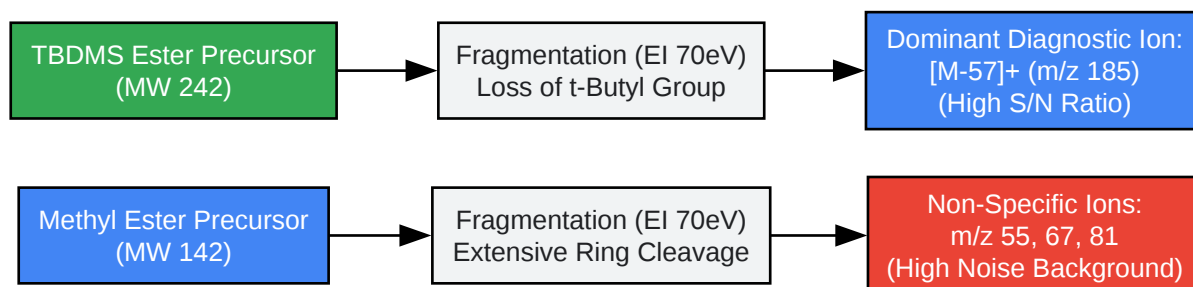 TBDMS Ester Precursor
(MW 242)
Fragmentation (EI 70eV)
Loss of t-Butyl Group
Dominant Diagnostic Ion:
[M-57]+ (m/z 185)
(High S/N Ratio)
Methyl Ester Precursor
(MW 142)
Fragmentation (EI 70eV)
Extensive Ring Cleavage
Non-Specific Ions:
m/z 55, 67, 81
(High Noise Background)